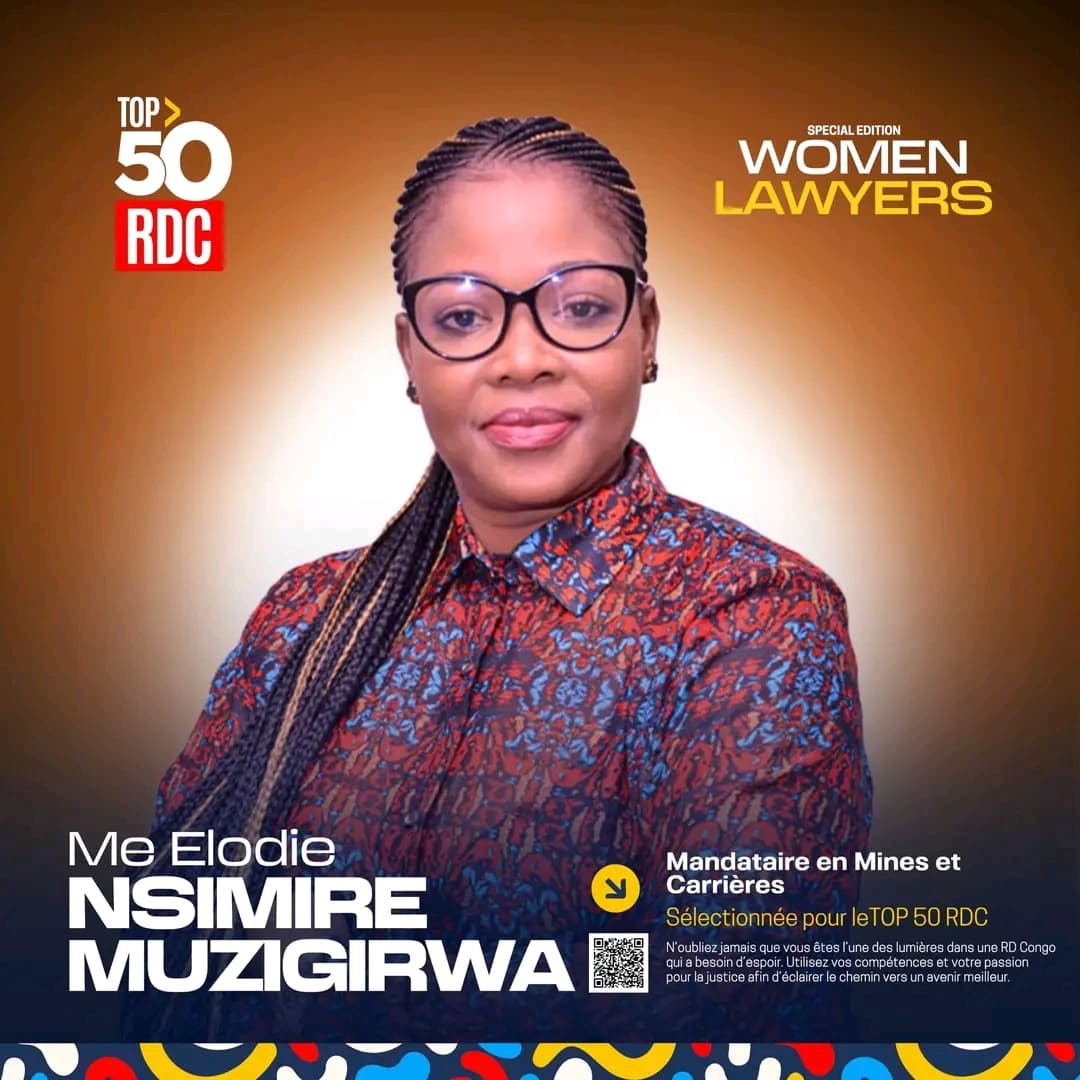 TOP >
50
RDC
SPECIAL EDITION
WOMEN
LAWYERS
Me Elodie
NSIMIRE
MUZIGIRWA
Mandataire en Mines et
Carrières
Sélectionnée pour leTOP 50 RDC
N'oubliez jamais que vous êtes l'une des lumières dans une RD Congo
qui a besoin d'espoir. Utilisez vos compétences et votre passion
pour la justice afin d'éclairer le chemin vers un avenir meilleur.